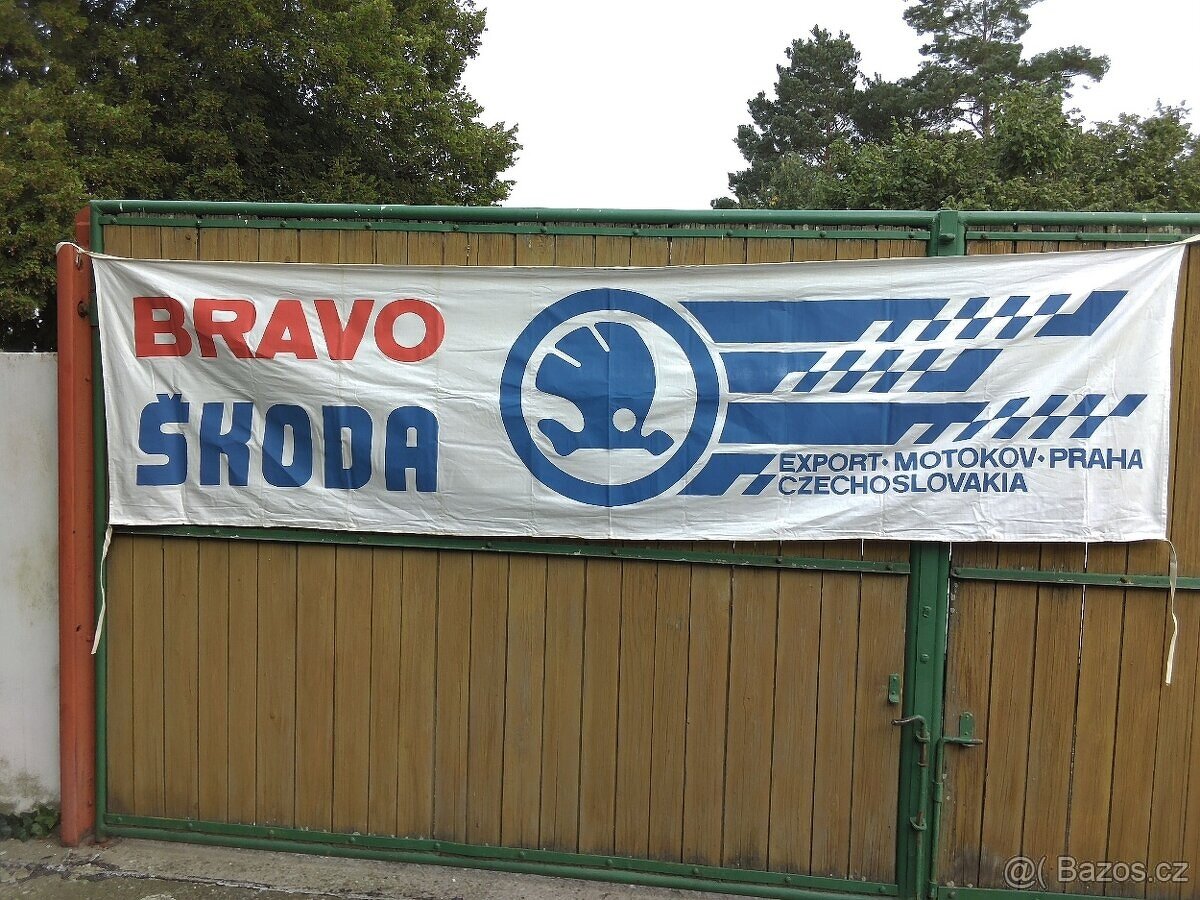 BRAVO
ŠKODA
EXPORT · MOTOKOV · PRAHA
CZECHOSLOVAKIA
@( Bazos.cz